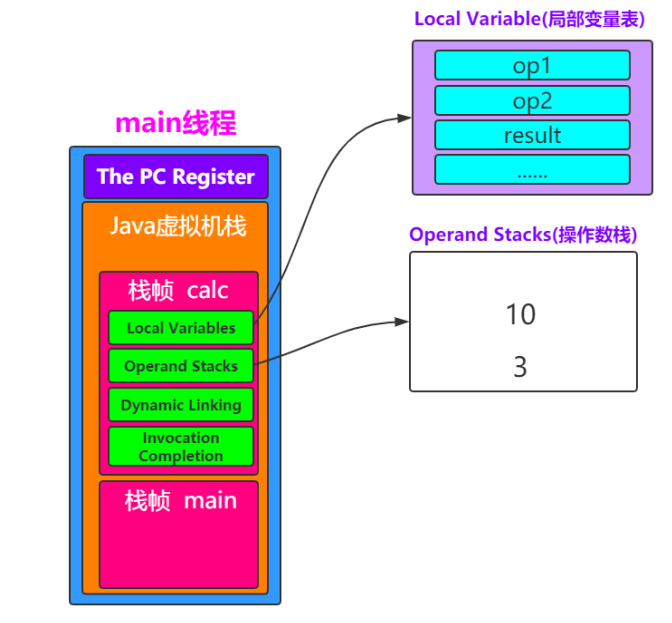 Local Variable(局部变量表)
op1
op2
result
......
main线程
The PC Register
Java虚拟机栈
Operand Stacks(操作数栈)
栈帧 calc
Local Variables
Operand Stacks
Dynamic Linking
Invocation
Completion
10
3
栈帧 main